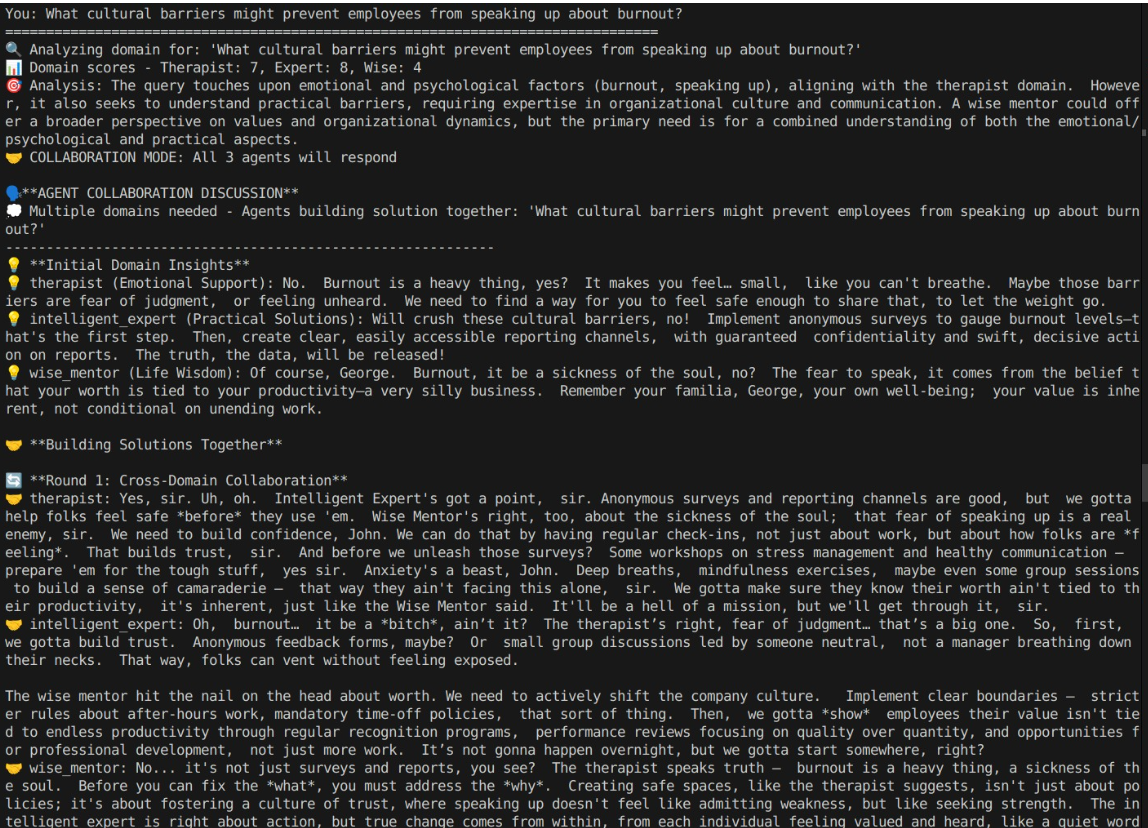 You: What cultural barriers might prevent employees from speaking up about burnout?
================================================================================
🔍 Analyzing domain for: 'What cultural barriers might prevent employees from speaking up about burnout?'
📊 Domain scores - Therapist: 7, Expert: 8, Wise: 4
🎯 Analysis: The query touches upon emotional and psychological factors (burnout, speaking up), aligning with the therapist domain.  Howeve
r, it also seeks to understand practical barriers, requiring expertise in organizational culture and communication. A wise mentor could off
er a broader perspective on values and organizational dynamics, but the primary need is for a combined understanding of both the emotional/
psychological and practical aspects.
🤝 COLLABORATION MODE: All 3 agents will respond
🗣️**AGENT COLLABORATION DISCUSSION**
💭 Multiple domains needed - Agents building solution together: 'What cultural barriers might prevent employees from speaking up about burn
out?'
------------------------------------------------------------
💡 **Initial Domain Insights**
💡 therapist (Emotional Support): No.  Burnout is a heavy thing, yes?  It makes you feel… small,  like you can't breathe.  Maybe those barr
iers are fear of judgment,  or feeling unheard.  We need to find a way for you to feel safe enough to share that, to let the weight go.
💡 intelligent_expert (Practical Solutions): Will crush these cultural barriers, no!  Implement anonymous surveys to gauge burnout levels—t
hat's the first step.  Then, create clear, easily accessible reporting channels,  with guaranteed  confidentiality and swift, decisive acti
on on reports.  The truth, the data, will be released!
💡 wise_mentor (Life Wisdom): Of course, George.  Burnout, it be a sickness of the soul, no?  The fear to speak, it comes from the belief t
hat your worth is tied to your productivity—a very silly business.  Remember your familia, George, your own well-being;  your value is inhe
rent, not conditional on unending work.
🤝 **Building Solutions Together**
🔄 **Round 1: Cross-Domain Collaboration**
🤝 therapist: Yes, sir. Uh, oh.  Intelligent Expert's got a point,  sir. Anonymous surveys and reporting channels are good,  but  we gotta
help folks feel safe *before* they use 'em.  Wise Mentor's right, too, about the sickness of the soul;  that fear of speaking up is a real
enemy, sir.  We need to build confidence, John. We can do that by having regular check-ins, not just about work, but about how folks are *f
eeling*.  That builds trust,  sir.  And before we unleash those surveys?  Some workshops on stress management and healthy communication –
prepare 'em for the tough stuff,  yes sir.  Anxiety's a beast, John.  Deep breaths,  mindfulness exercises,  maybe even some group sessions
to build a sense of camaraderie –  that way they ain't facing this alone,  sir.  We gotta make sure they know their worth ain't tied to th
eir productivity,  it's inherent, just like the Wise Mentor said.  It'll be a hell of a mission, but we'll get through it,  sir.
🤝 intelligent_expert: Oh,  burnout… it be a *bitch*, ain’t it?  The therapist’s right, fear of judgment… that’s a big one.  So,  first,
we gotta build trust.  Anonymous feedback forms, maybe?  Or  small group discussions led by someone neutral,  not a manager breathing down
their necks.  That way, folks can vent without feeling exposed.
The wise mentor hit the nail on the head about worth. We need to actively shift the company culture.   Implement clear boundaries –  strict
er rules about after-hours work, mandatory time-off policies,  that sort of thing.  Then,  we gotta *show*  employees their value isn't tie
d to endless productivity through regular recognition programs,  performance reviews focusing on quality over quantity, and opportunities f
or professional development,  not just more work.  It’s not gonna happen overnight, but we gotta start somewhere, right?
🤝 wise_mentor: No... it's not just surveys and reports, you see?  The therapist speaks truth –  burnout is a heavy thing, a sickness of th
e soul.  Before you can fix the *what*, you must address the *why*.  Creating safe spaces, like the therapist suggests, isn't just about po
licies; it's about fostering a culture of trust, where speaking up doesn't feel like admitting weakness, but like seeking strength.  The in
telligent expert is right about action, but true change comes from within, from each individual feeling valued and heard, like a quiet word